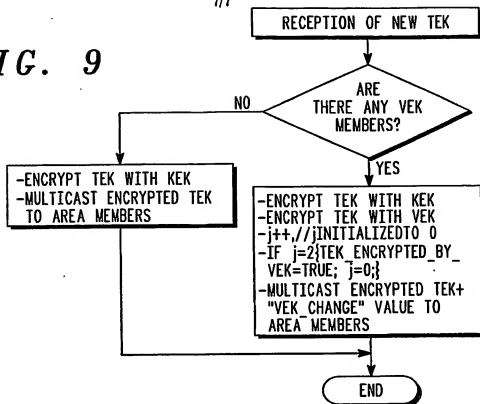 RECEPTION OF NEW TEK
IG. 9
ARE
THERE ANY VEK
MEMBERS?
NO
YES
-ENCRYPT TEK WITH KEK
-MULTICAST ENCRYPTED TEK
TO AREA MEMBERS
-ENCRYPT TEK WITH KEK
-ENCRYPT TEK WITH VEK
-j++,//jINITIALIZEDTO 0
-IF j=2{TEK_ENCRYPTED_BY_
VEK=TRUE; j=0;}
-MULTICAST ENCRYPTED TEK+
"VEK_CHANGE" VALUE TO
AREA MEMBERS
END